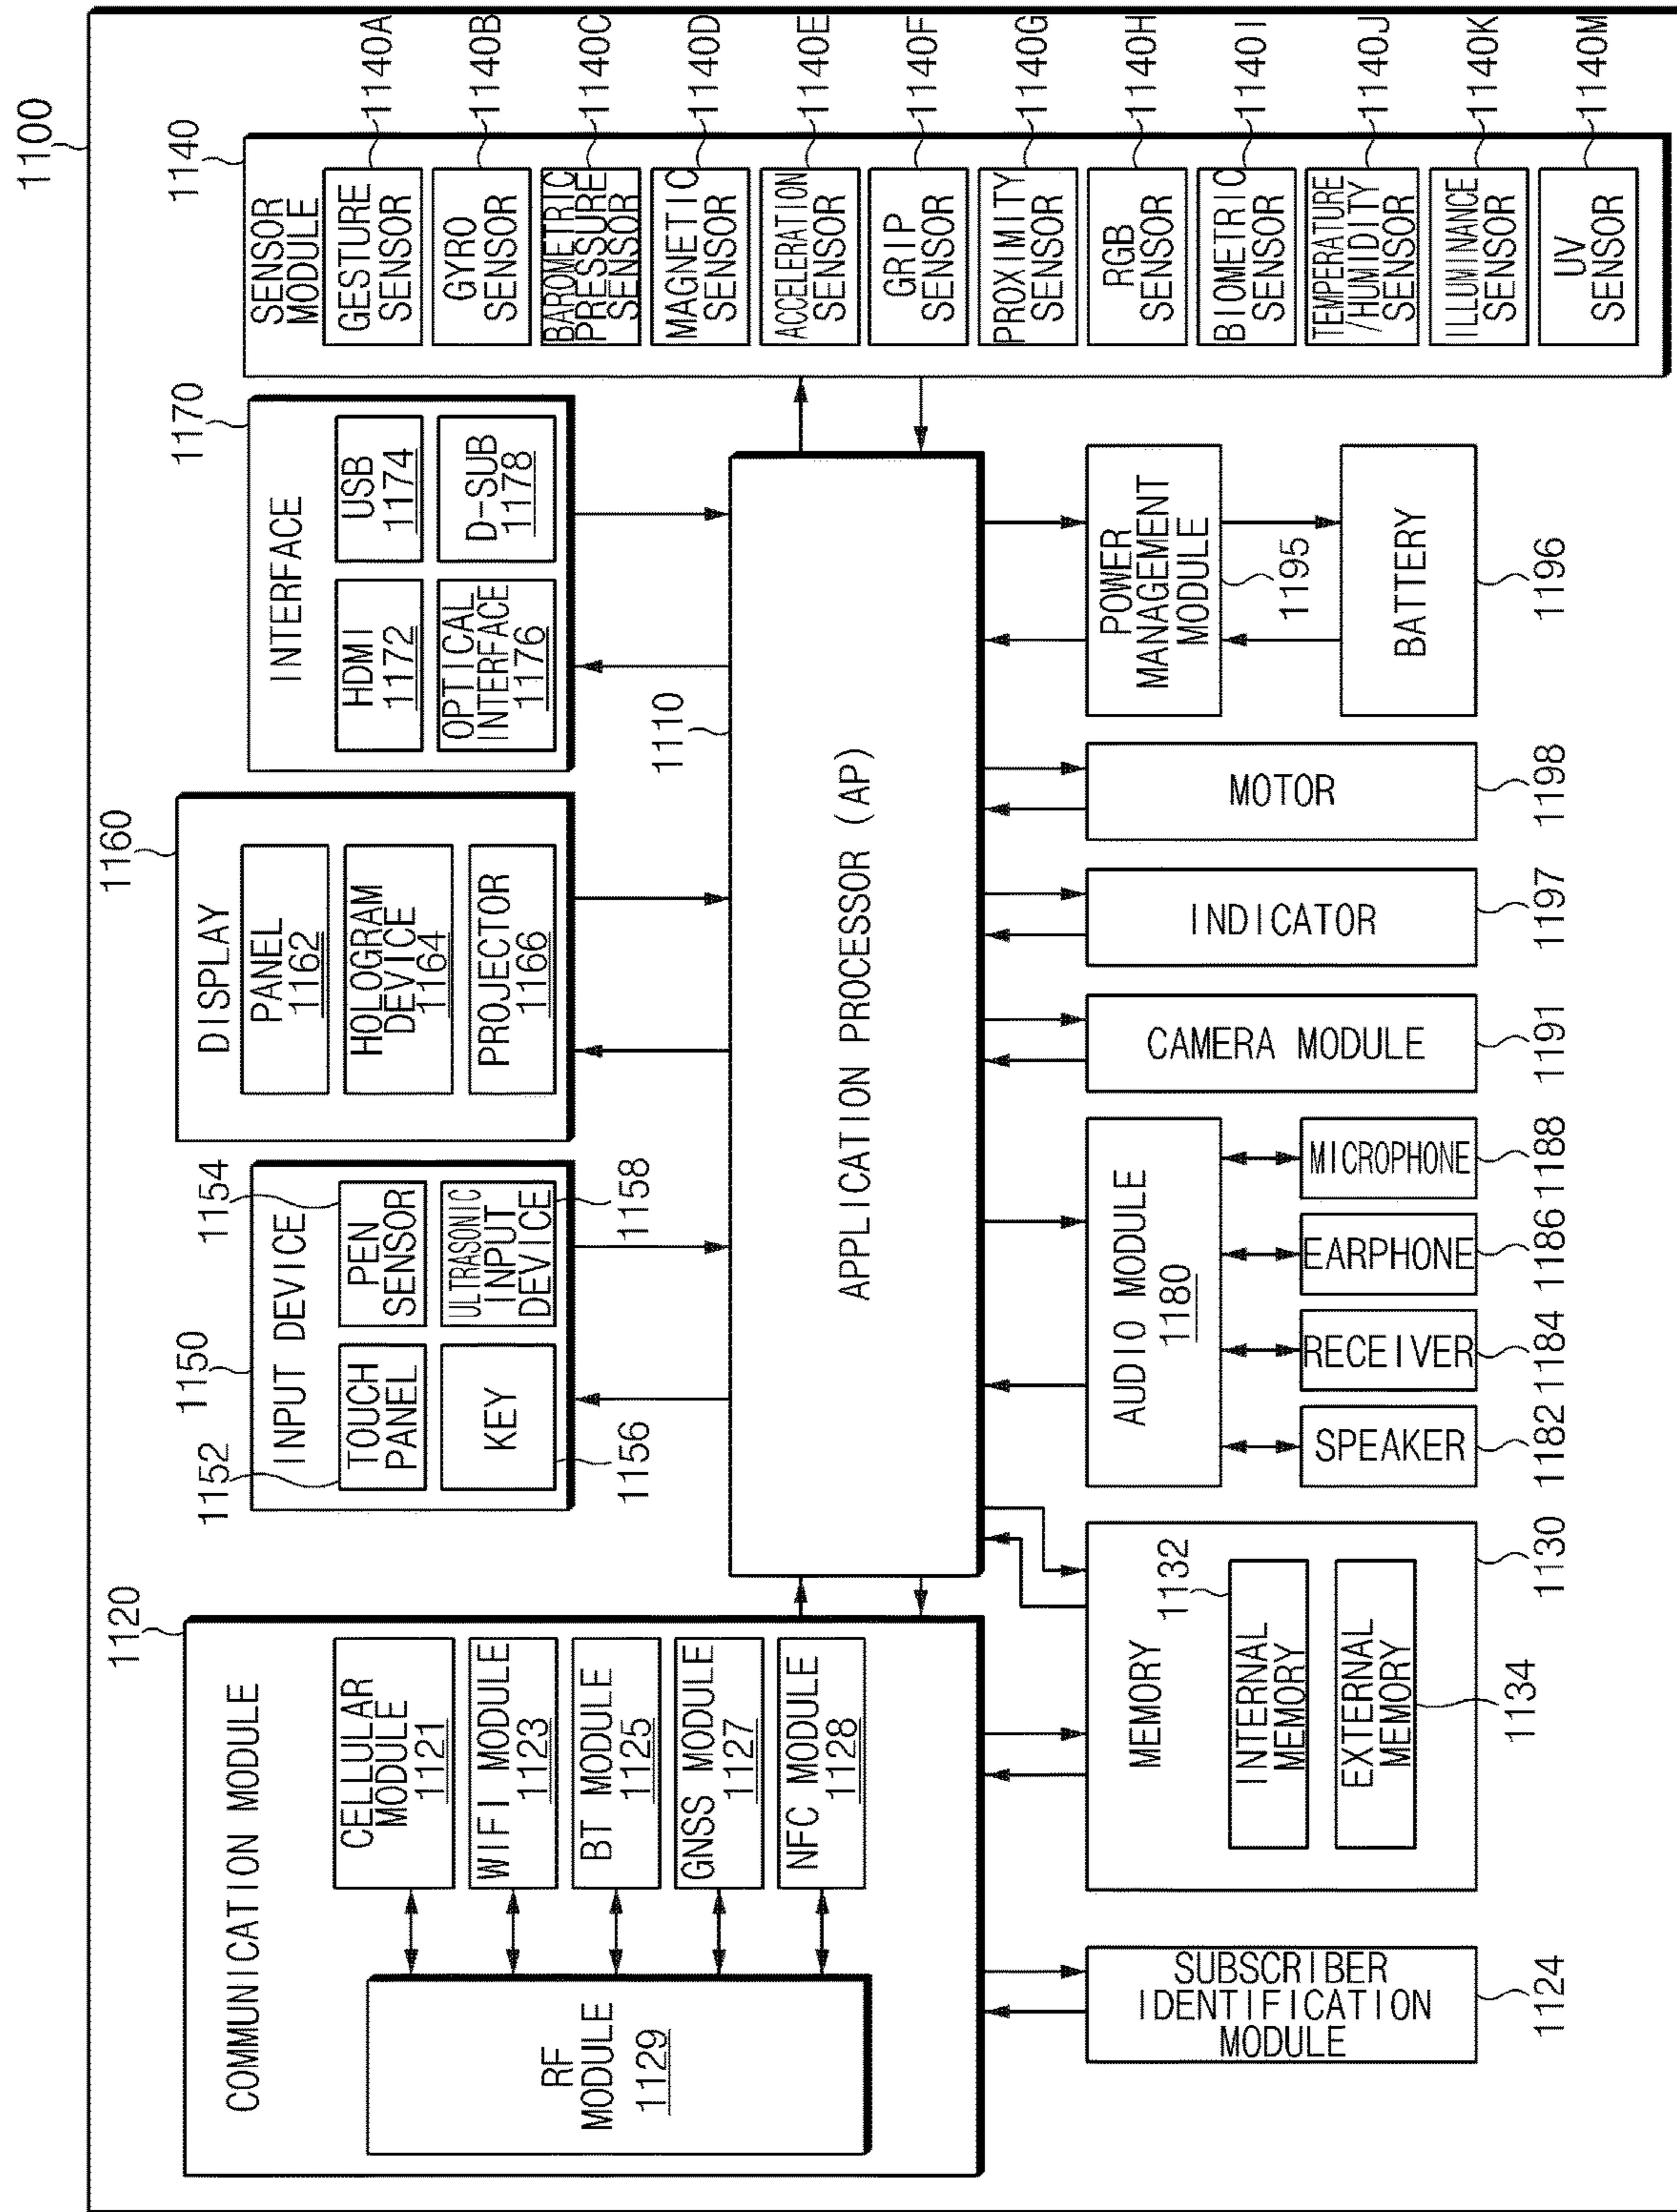 1100
1120
COMMUNICATION MODULE
RF
MODULE
1129
CELLULAR
MODULE
1121
WIFI MODULE
1123
BT MODULE
1125
GNSS MODULE
1127
NFC MODULE
1128
1150
INPUT DEVICE
1152
TOUCH
PANEL
1154
PEN
SENSOR
KEY
1156
ULTRASONIC
INPUT
DEVICE
1158
1160
DISPLAY
PANEL
1162
HOLOGRAM
DEVICE
1164
PROJECTOR
1166
1170
INTERFACE
HDMI
1172
USB
1174
OPTICAL
INTERFACE
1176
D-SUB
1178
1140
SENSOR
MODULE
GESTURE
SENSOR
1140A
GYRO
SENSOR
1140B
BAROMETRIC
PRESSURE
SENSOR
1140C
MAGNETIC
SENSOR
1140D
ACCELERATION
SENSOR
1140E
GRIP
SENSOR
1140F
PROXIMITY
SENSOR
1140G
RGB
SENSOR
1140H
BIOMETRIC
SENSOR
1140I
TEMPERATURE
/HUMIDITY
SENSOR
1140J
ILLUMINANCE
SENSOR
1140K
UV
SENSOR
1140M
1110
APPLICATION PROCESSOR (AP)
SUBSCRIBER
IDENTIFICATION
MODULE
1124
MEMORY
1132
INTERNAL
MEMORY
EXTERNAL
MEMORY
1134
1130
AUDIO MODULE
1180
SPEAKER
1182
RECEIVER
1184
EARPHONE
1186
MICROPHONE
1188
CAMERA MODULE
1191
INDICATOR
1197
MOTOR
1198
POWER
MANAGEMENT
MODULE
1195
BATTERY
1196